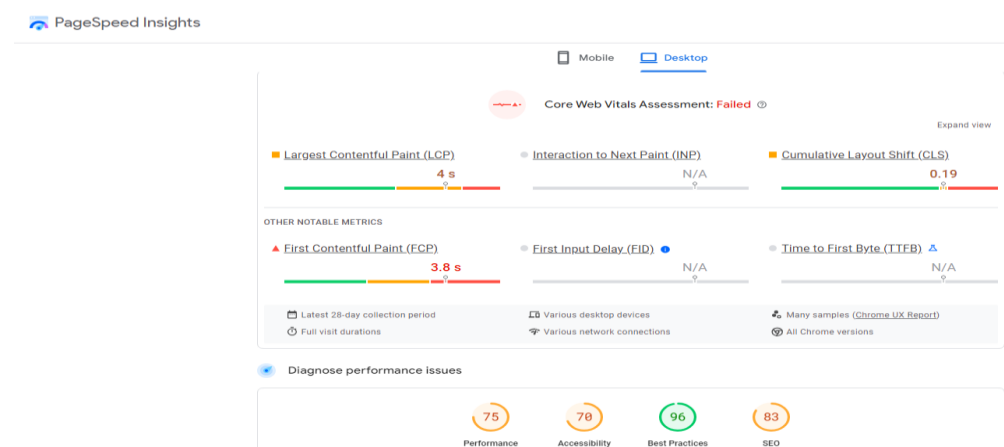 PageSpeed Insights
Mobile
Desktop
Core Web Vitals Assessment: Failed
Expand view
Largest Contentful Paint (LCP)
4 s
Interaction to Next Paint (INP)
N/A
Cumulative Layout Shift (CLS)
0.19
OTHER NOTABLE METRICS
First Contentful Paint (FCP)
3.8 s
First Input Delay (FID)
N/A
Time to First Byte (TTFB)
N/A
Latest 28-day collection period
Various desktop devices
Many samples (Chrome UX Report)
Full visit durations
Various network connections
All Chrome versions
Diagnose performance issues
75
Performance
70
Accessibility
96
Best Practices
83
SEO